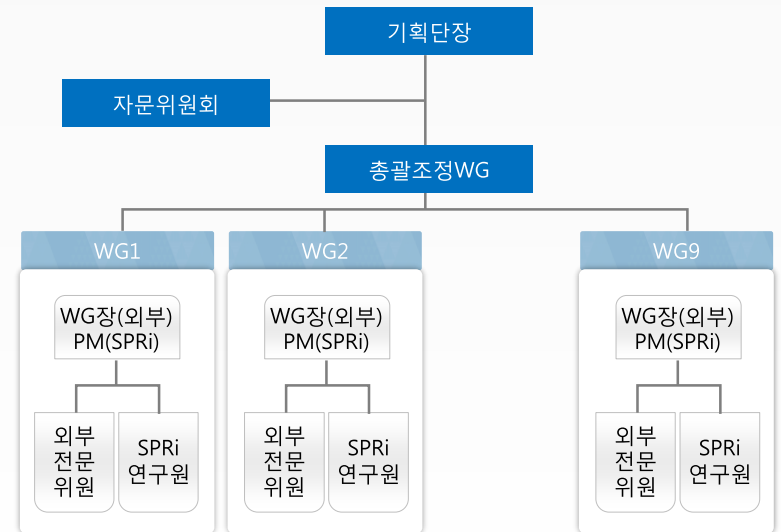 기획단장
자문위원회
총괄조정WG
WG1
WG2
WG9
WG장(외부)
PM(SPRi)
WG장(외부)
PM(SPRi)
WG장(외부)
PM(SPRi)
외부
전문
위원
SPRi
연구원
외부
전문
위원
SPRi
연구원
외부
전문
위원
SPRi
연구원